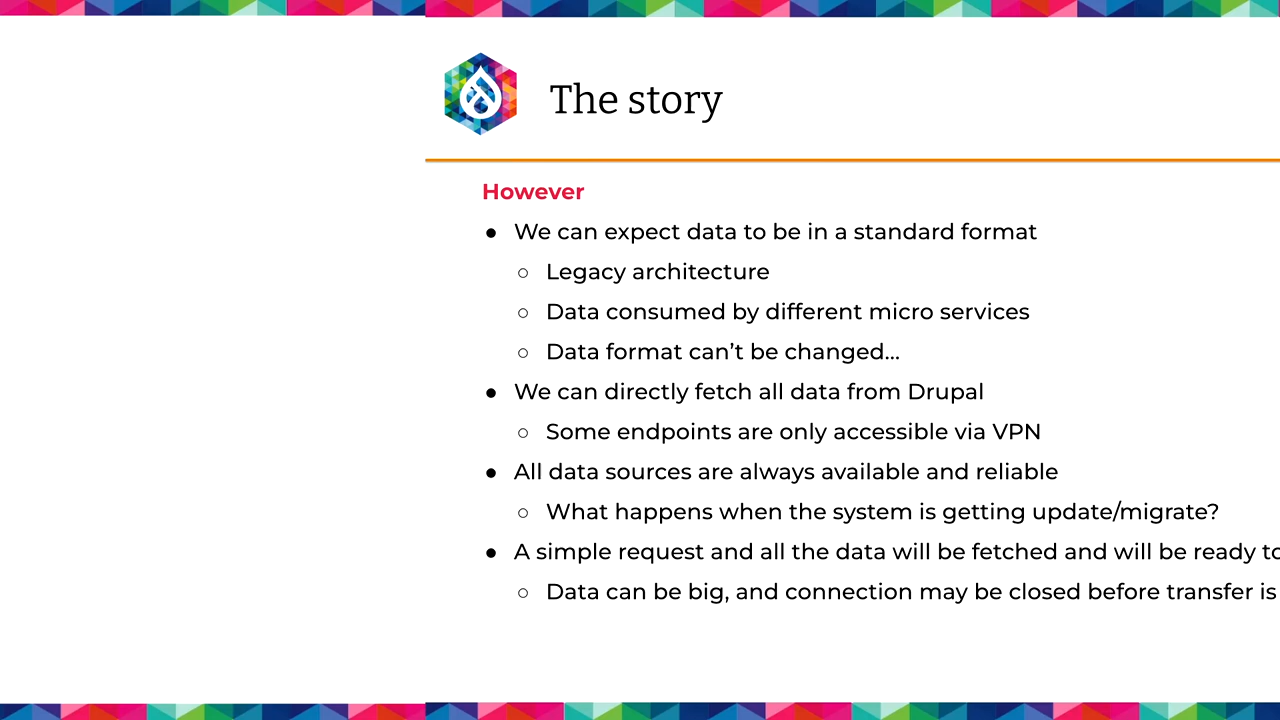 The story
However
● We can expect data to be in a standard format
○ Legacy architecture
○ Data consumed by different micro services
○ Data format can't be changed...
● We can directly fetch all data from Drupal
○ Some endpoints are only accessible via VPN
● All data sources are always available and reliable
○ What happens when the system is getting update/migrate?
● A simple request and all the data will be fetched and will be ready to
○ Data can be big, and connection may be closed before transfer is